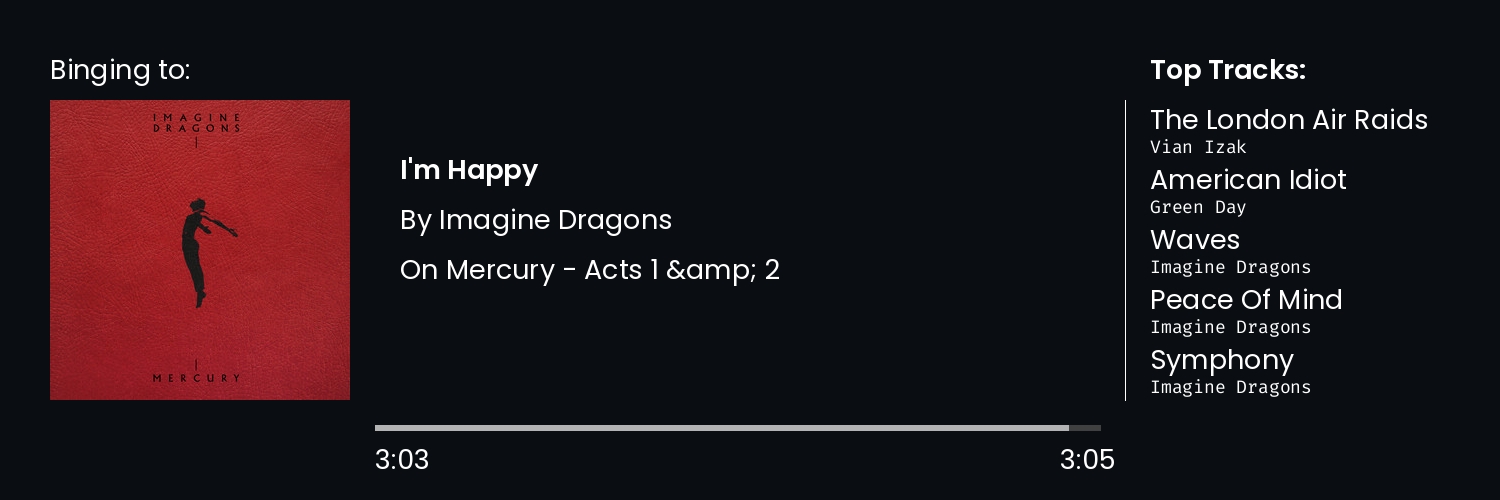 Binging to:
IMAGINE
DRAGONS
MERCURY
I'm Happy
By Imagine Dragons
On Mercury - Acts 1 &amp; 2
3:03
3:05
Top Tracks:
The London Air Raids
Vian Izak
American Idiot
Green Day
Waves
Imagine Dragons
Peace Of Mind
Imagine Dragons
Symphony
Imagine Dragons